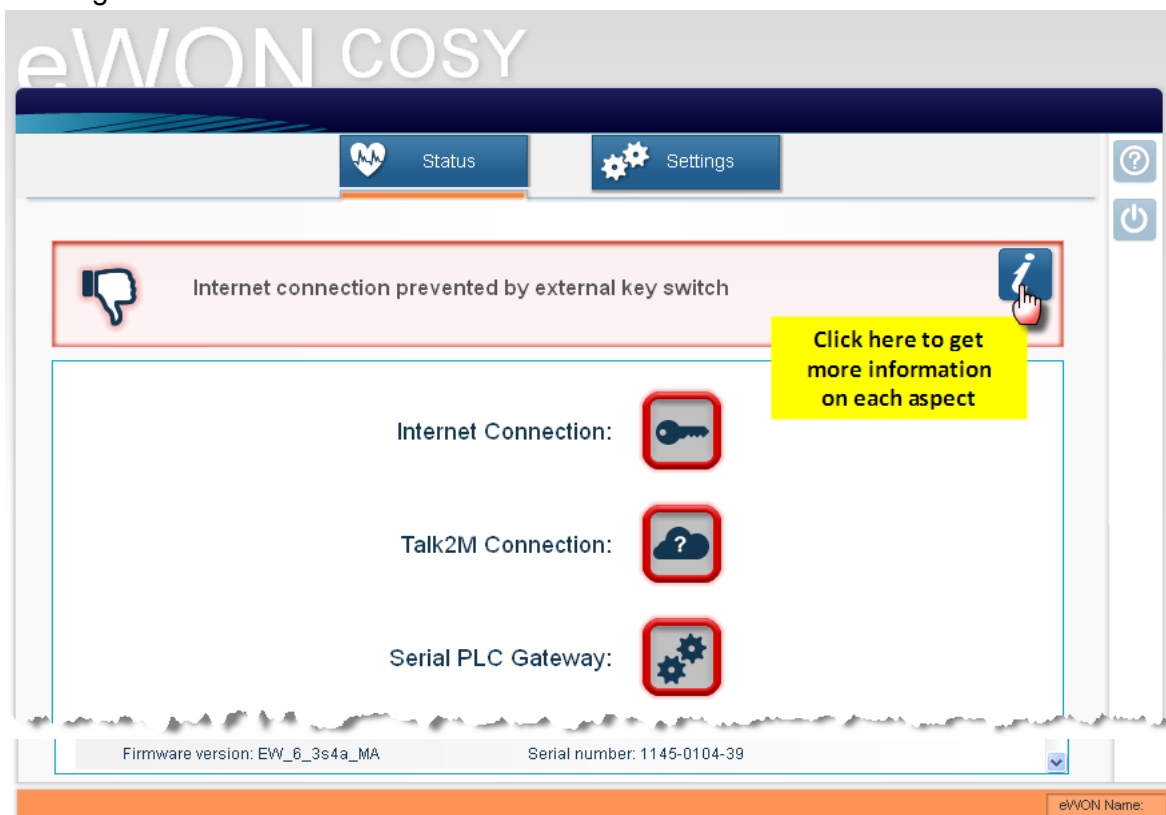 eWON COSY
Status
Settings
Internet connection prevented by external key switch
i
Click here to get
more information
on each aspect
Internet Connection:
Talk2M Connection:
?
Serial PLC Gateway:
Firmware version: EW_6_3s4a_MA
Serial number: 1145-0104-39
eWON Name: